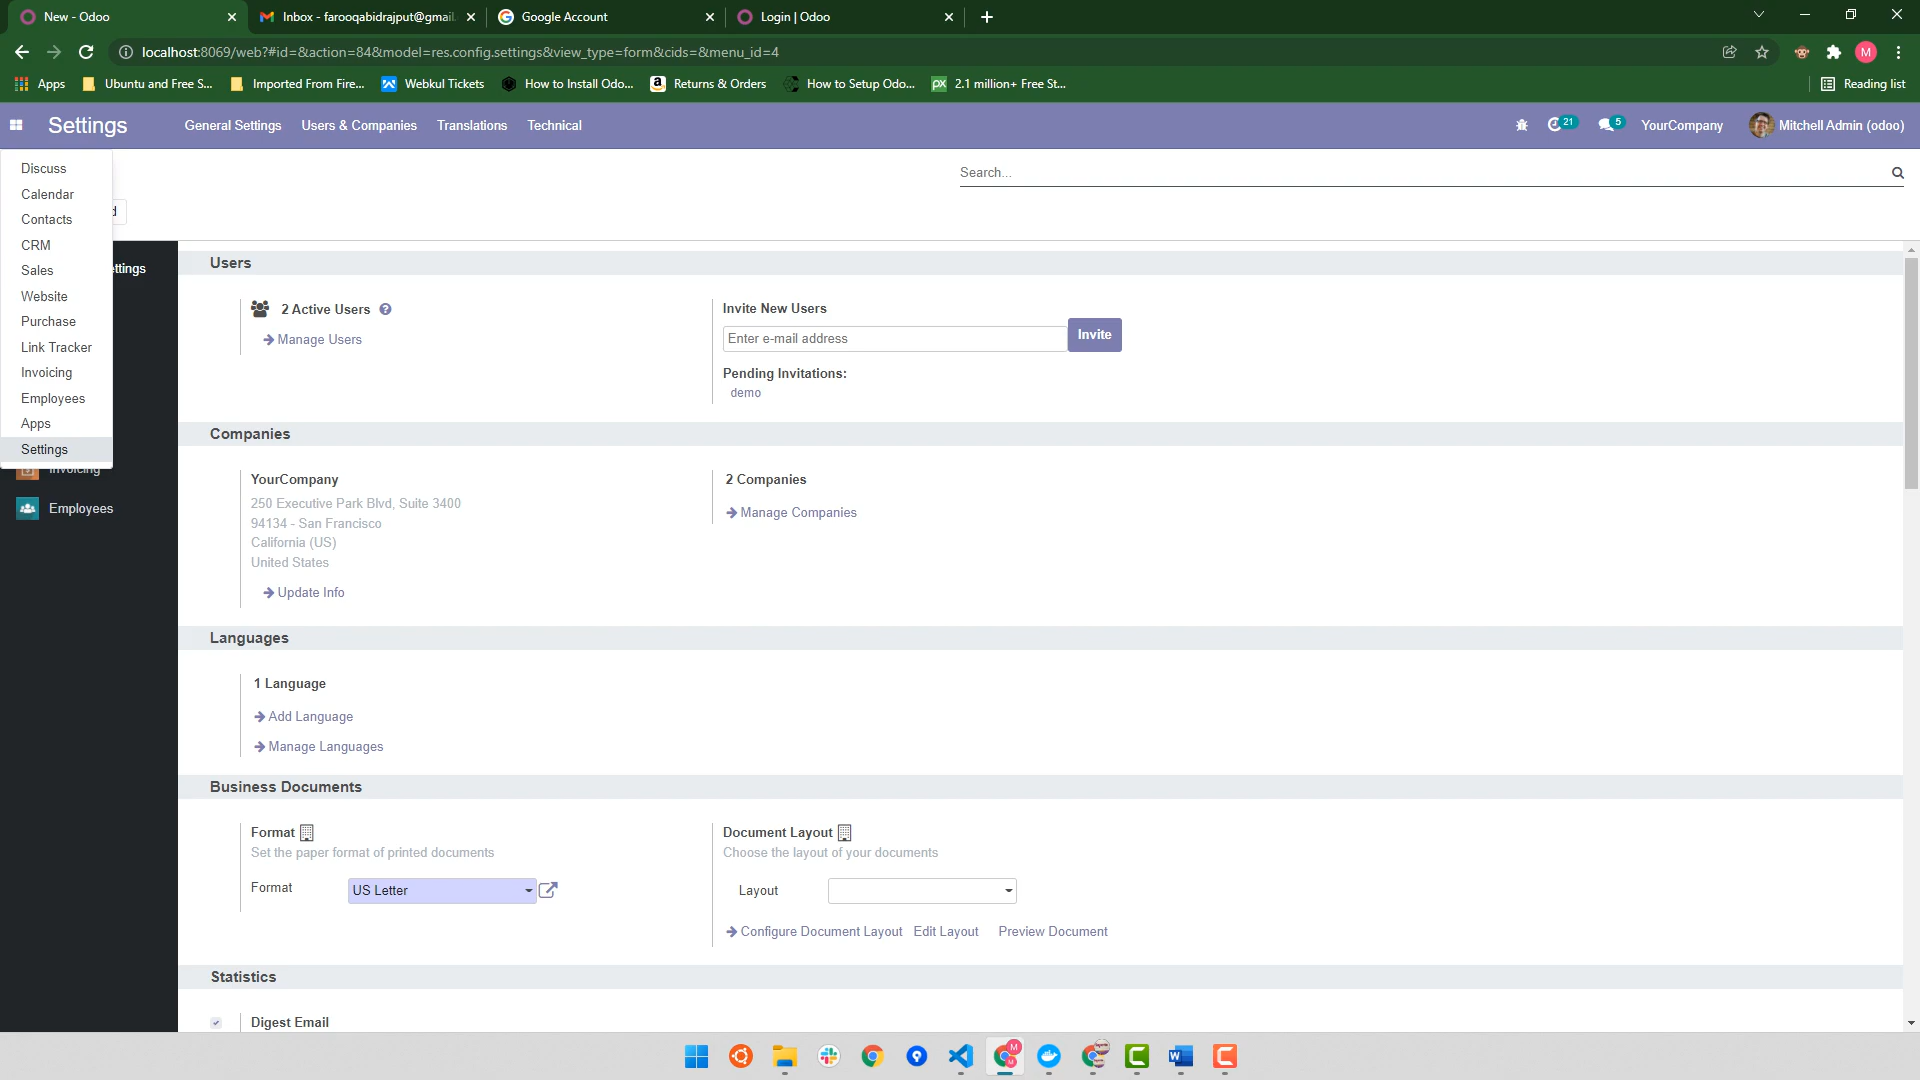 New - Odoo
Inbox - farooqabidrajput@gmail.
Google Account
Login | Odoo
localhost:8069/web?#id=&action=84&model=res.config.settings&view_type=form&cids=&menu_id=4
M
Apps
Ubuntu and Free S...
Imported From Fire...
Webkul Tickets
How to Install Odo...
Returns & Orders
How to Setup Odo...
2.1 million+ Free St...
Reading list
Settings
General Settings
Users & Companies
Translations
Technical
21
5
YourCompany
Mitchell Admin (odoo)
Discuss
Calendar
Contacts
CRM
Sales
Website
Purchase
Link Tracker
Invoicing
Employees
Apps
Settings
Search...
d
ettings
Invoicing
Employees
Users
2 Active Users
Manage Users
Invite New Users
Enter e-mail address
Invite
Pending Invitations:
demo
Companies
YourCompany
250 Executive Park Blvd, Suite 3400
94134 - San Francisco
California (US)
United States
Update Info
2 Companies
Manage Companies
Languages
1 Language
Add Language
Manage Languages
Business Documents
Format
Set the paper format of printed documents
Format
US Letter
Document Layout
Choose the layout of your documents
Layout
Configure Document Layout
Edit Layout
Preview Document
Statistics
Digest Email